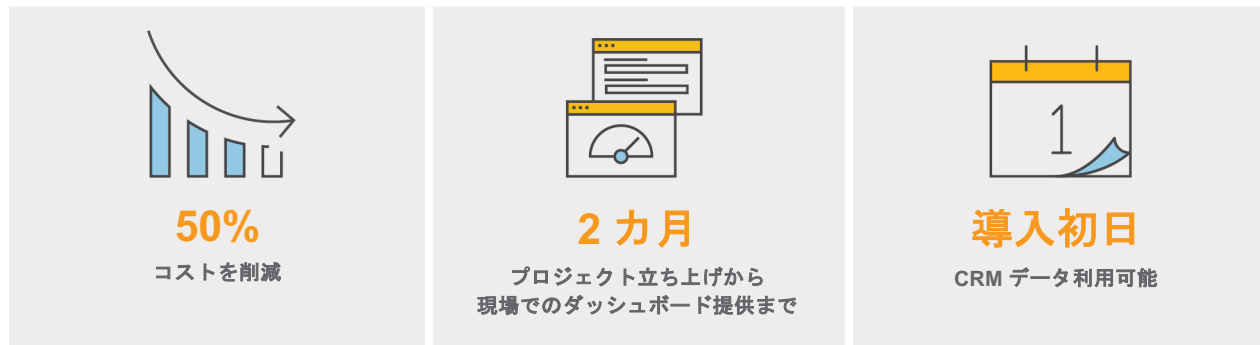 1
50%
コストを削減
2 カ月
プロジェクト立ち上げから
現場でのダッシュボード提供まで
導入初日
CRM データ利用可能